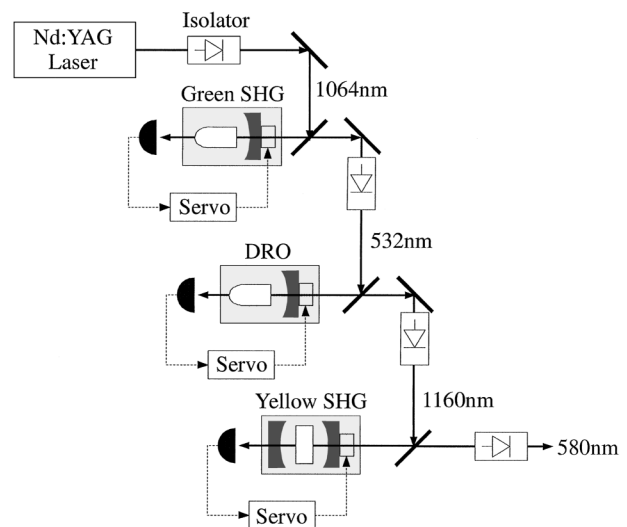 Isolator
Nd:YAG
Laser
1064nm
Green SHG
Servo
532nm
DRO
Servo
1160nm
Yellow SHG
580nm
Servo